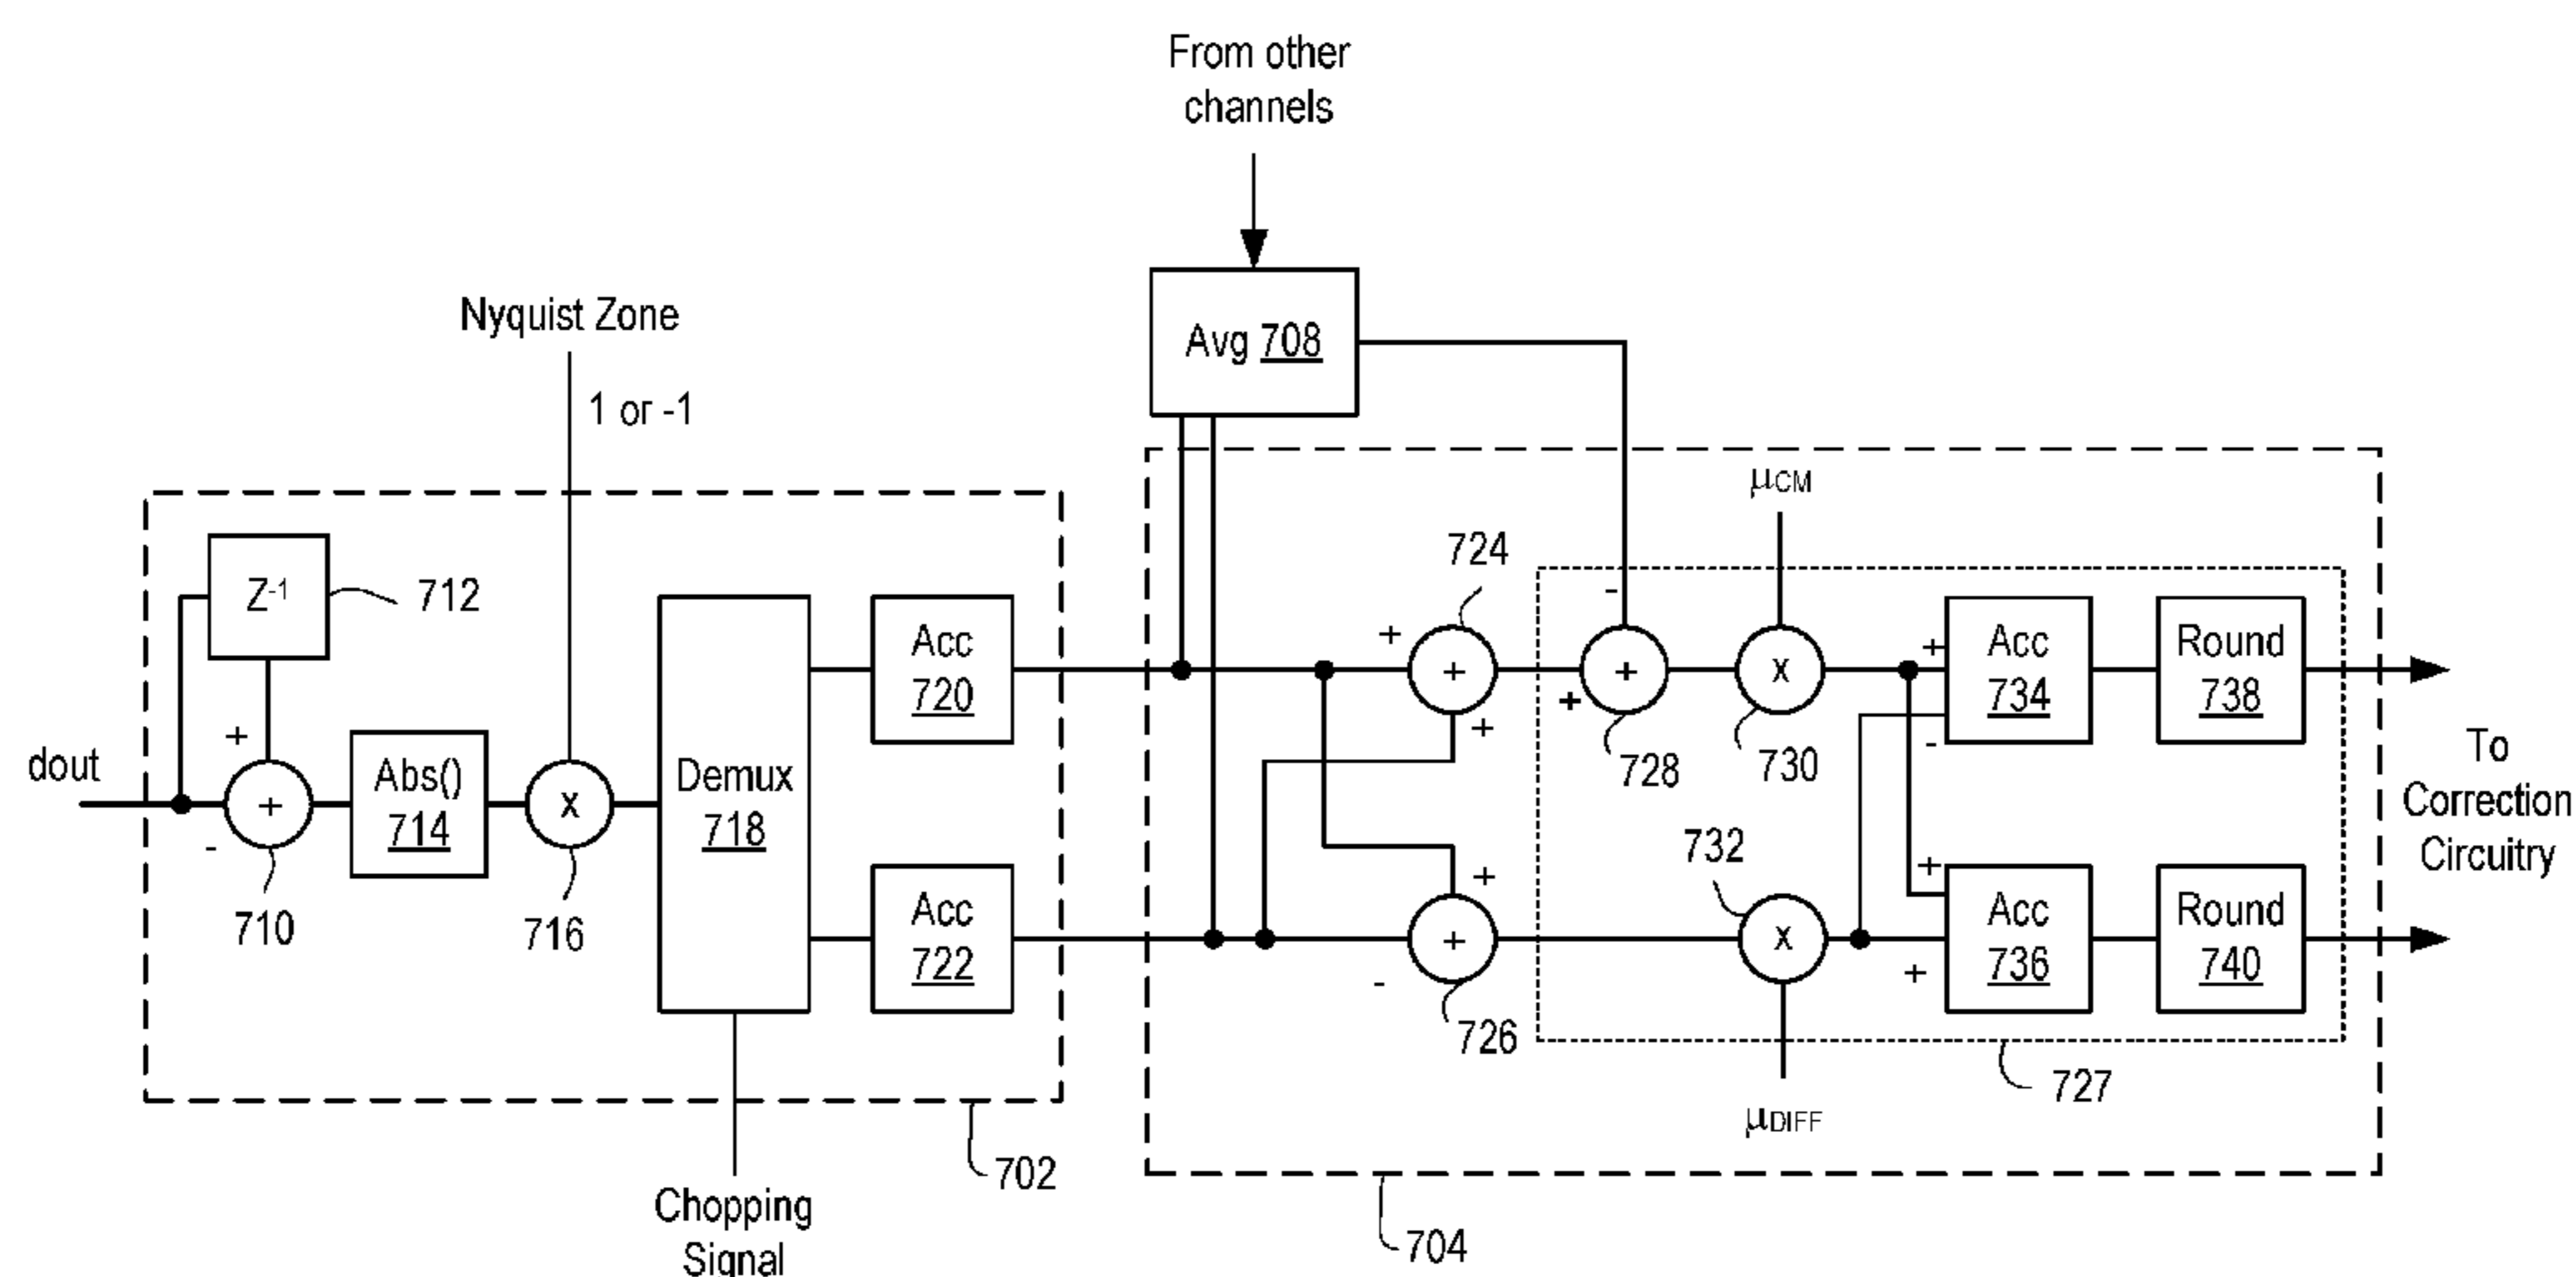 From other
channels
Nyquist Zone
Avg 708
1 or -1
μCM
724
Z-1
712
-
+
+
Acc
720
Acc
734
Round
738
+
+
x
+
+
728
730
-
dout
+
Abs()
714
Demux
718
To
Correction
Circuitry
+
x
-
710
716
732
+
+
Acc
722
+
x
Acc
736
Round
740
-
+
726
727
μDIFF
702
Chopping
Signal
704